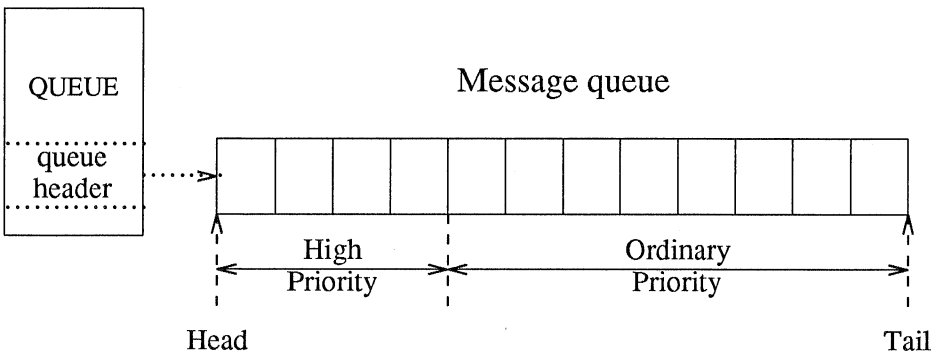 QUEUE
queue
header
Message queue
High
Priority
Ordinary
Priority
Head
Tail